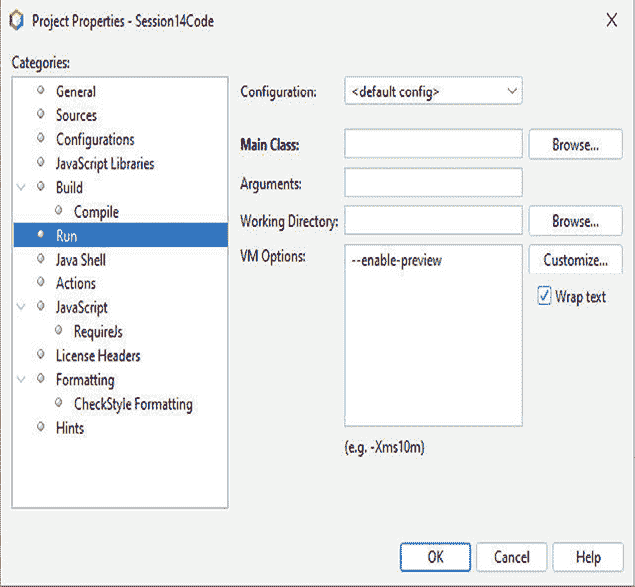 Project Properties - Session14Code
Categories:
General
Sources
Configurations
JavaScript Libraries
Build
Compile
Run
Java Shell
Actions
JavaScript
RequireJs
License Headers
Formatting
CheckStyle Formatting
Hints
Configuration: <default config>
Main Class: Browse...
Arguments:
Working Directory: Browse...
VM Options: --enable-preview Customize...
Wrap text
(e.g. -Xms10m)
OK Cancel Help